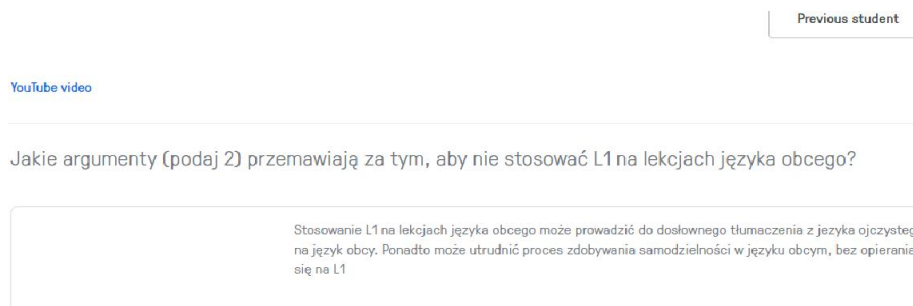 Previous student
YouTube video
Jakie argumenty (podaj 2) przemawiają za tym, aby nie stosować L1 na lekcjach języka obcego?
Stosowanie L1 na lekcjach języka obcego może prowadzić do dosłownego tłumaczenia z jezyka ojczysteg
na język obcy. Ponadto może utrudnić proces zdobywania samodzielności w języku obcym, bez opierania
się na L1